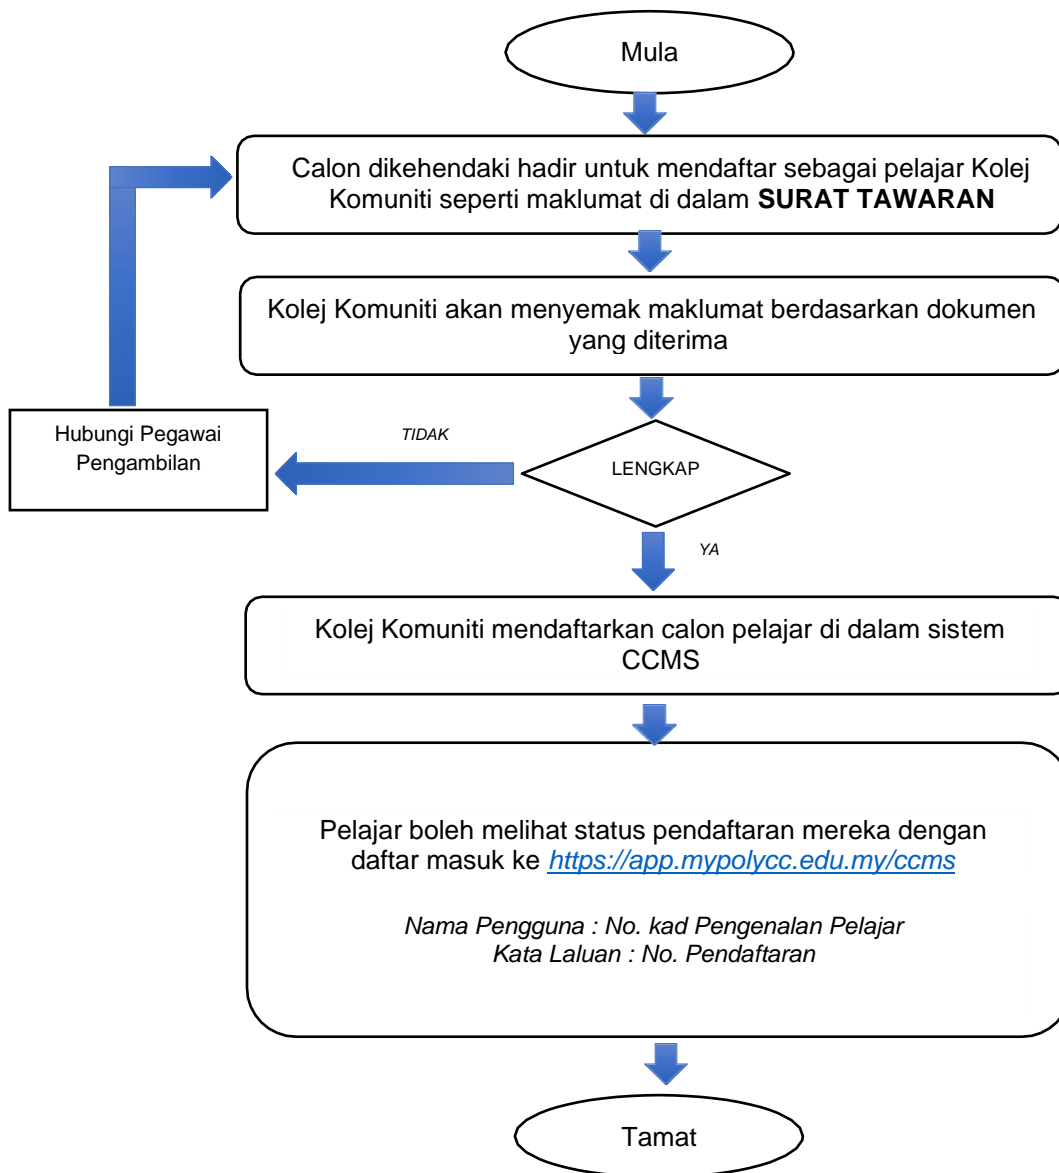 Mula
Calon dikehendaki hadir untuk mendaftar sebagai pelajar Kolej
Komuniti seperti maklumat di dalam SURAT TAWARAN
Kolej Komuniti akan menyemak maklumat berdasarkan dokumen
yang diterima
Hubungi Pegawai
Pengambilan
TIDAK
LENGKAP
YA
Kolej Komuniti mendaftarkan calon pelajar di dalam sistem
CCMS
Pelajar boleh melihat status pendaftaran mereka dengan
daftar masuk ke https://app.mypolycc.edu.my/ccms
Nama Pengguna : No. kad Pengenalan Pelajar
Kata Laluan : No. Pendaftaran
Tamat